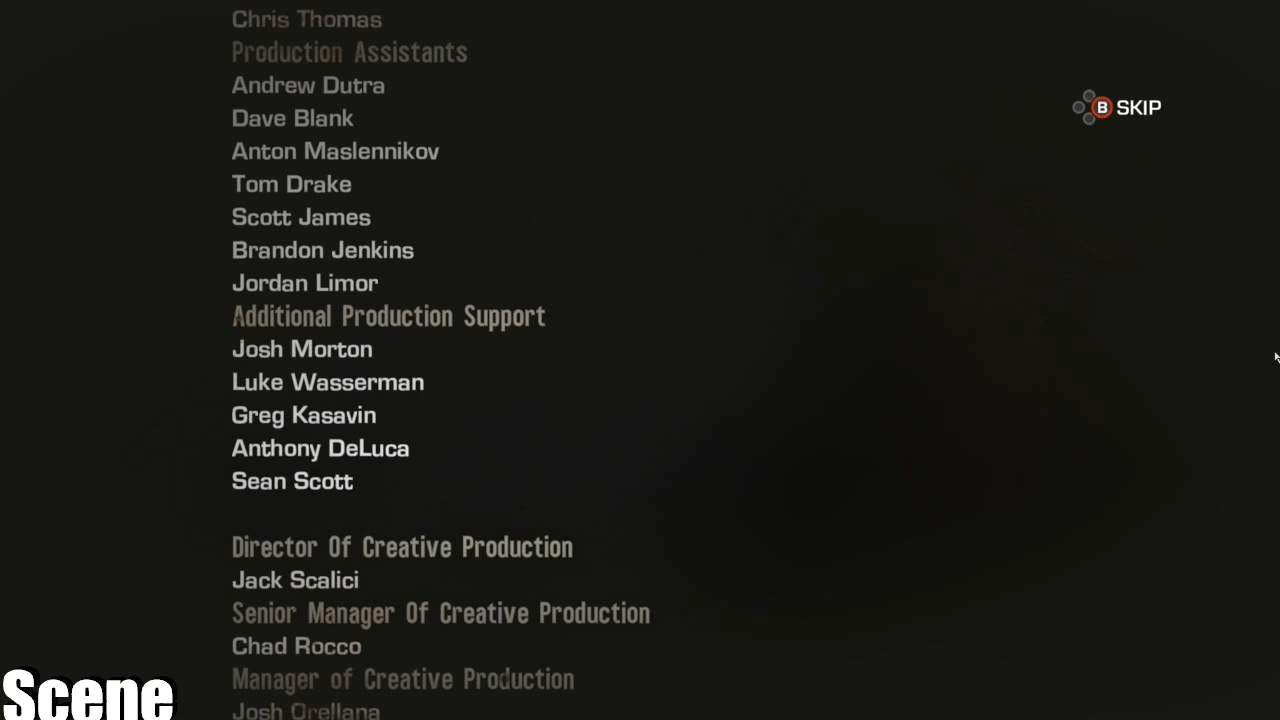 Chris Thomas
Production Assistants
Andrew Dutra
Dave Blank
Anton Maslennikov
Tom Drake
Scott James
Brandon Jenkins
Jordan Limor
Additional Production Support
Josh Morton
Luke Wasserman
Greg Kasavin
Anthony DeLuca
Sean Scott
Director Of Creative Production
Jack Scalici
Senior Manager Of Creative Production
Chad Rocco
Manager of Creative Production
Josh Orellana
B SKIP
Scene